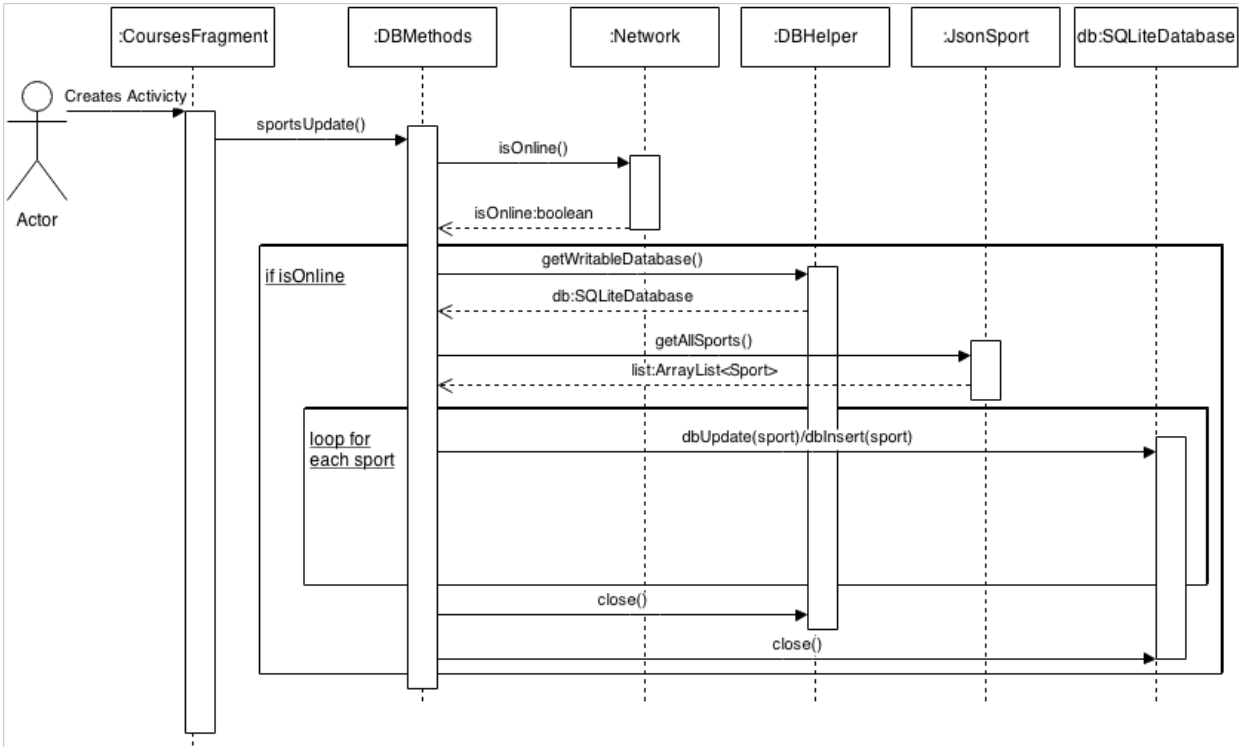 :CoursesFragment
:DBMethods
:Network
:DBHelper
:JsonSport
db:SQLiteDatabase
Creates Activicty
Actor
sportsUpdate()
isOnline()
isOnline:boolean
if isOnline
getWritableDatabase()
db:SQLiteDatabase
getAllSports()
list:ArrayList<Sport>
loop for
each sport
dbUpdate(sport)/dbInsert(sport)
close()
close()